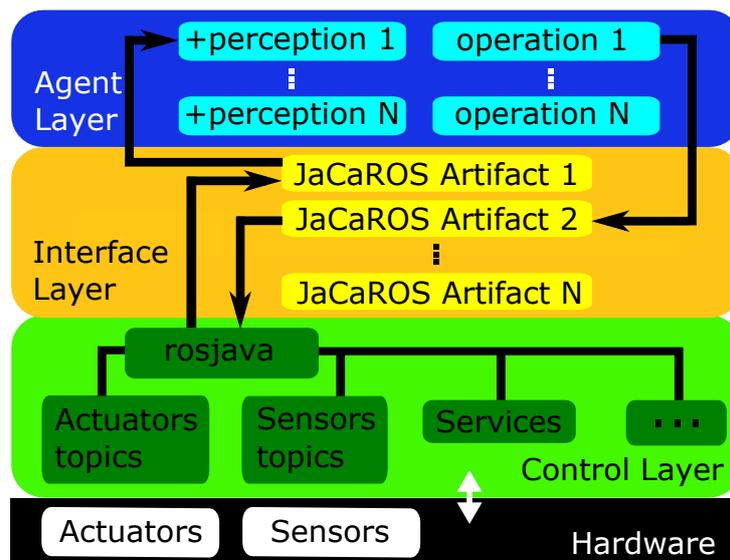 +perception 1
operation 1
Agent
Layer
+perception N
operation N
JaCaROS Artifact 1
JaCaROS Artifact 2
Interface
Layer
JaCaROS Artifact N
rosjava
Actuators
topics
Sensors
topics
Services
...
Control Layer
Actuators
Sensors
Hardware